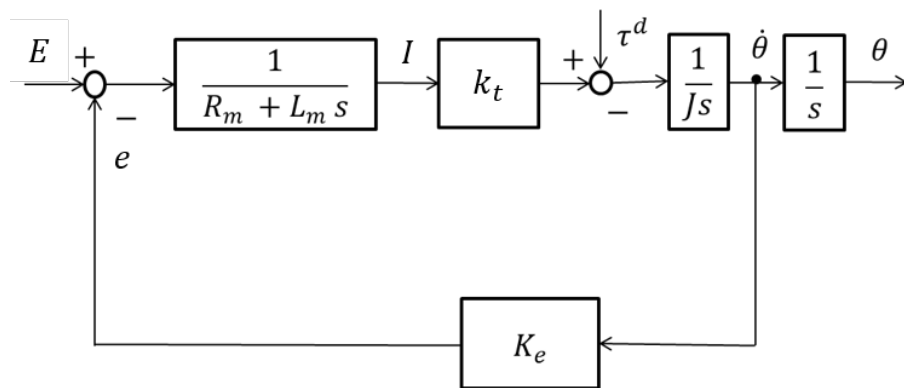 E + 1 I k_t + τ^d 1 θ̇ 1 θ
R_m + L_m s Js s
− −
e
K_e